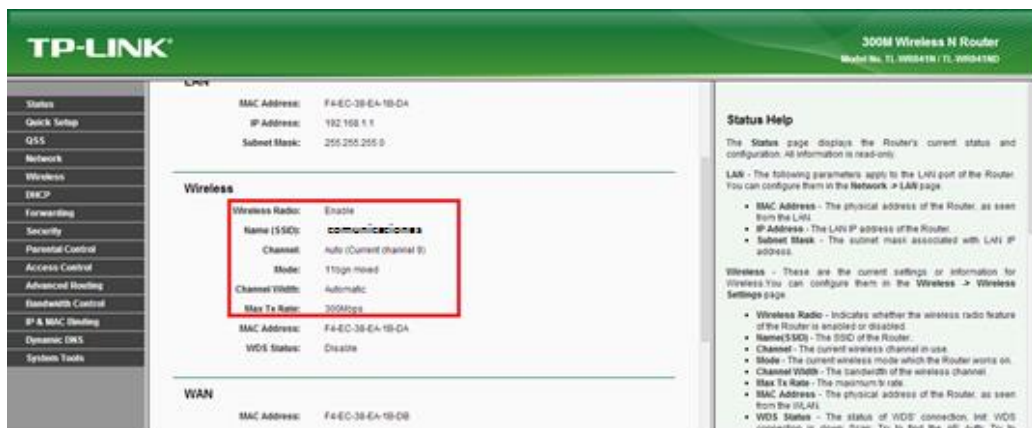 TP-LINK
300M Wireless N Router
Model No. TL-WR841N / TL-WR841ND
Status
Quick Setup
QSS
Network
Wireless
DHCP
Forwarding
Security
Parental Control
Access Control
Advanced Routing
Bandwidth Control
IP & MAC Binding
Dynamic DNS
System Tools
LAN
MAC Address: F4-EC-38-EA-1B-DA
IP Address: 192.168.1.1
Subnet Mask: 255.255.255.0
Wireless
Wireless Radio: Enable
Name (SSID):
Channel: Auto (Current channel 9)
Mode: 11bgn mixed
Channel Width: Automatic
Max Tx Rate: 300Mbps
MAC Address: F4-EC-38-EA-1B-DA
WDS Status: Disable
WAN
MAC Address: F4-EC-38-EA-1B-DB
Status Help
The Status page displays the Router's current status and
configuration. All information is read-only.
LAN - The following parameters apply to the LAN port of the Router.
You can configure them in the Network -> LAN page.
• MAC Address - The physical address of the Router, as seen
from the LAN.
• IP Address - The LAN IP address of the Router.
• Subnet Mask - The subnet mask associated with LAN IP
address.
Wireless - These are the current settings or information for
Wireless.You can configure them in the Wireless -> Wireless
Settings page.
• Wireless Radio - Indicates whether the wireless radio feature
of the Router is enabled or disabled.
• Name(SSID) - The SSID of the Router.
• Channel - The current wireless channel in use.
• Mode - The current wireless mode which the Router works on.
• Channel Width - The bandwidth of the wireless channel.
• Max Tx Rate - The maximum tx rate.
• MAC Address - The physical address of the Router, as seen
from the WLAN.
• WDS Status - The status of WDS' connection, Init: WDS
connection is down; Scan: Try to find the AP; Auth: Try to